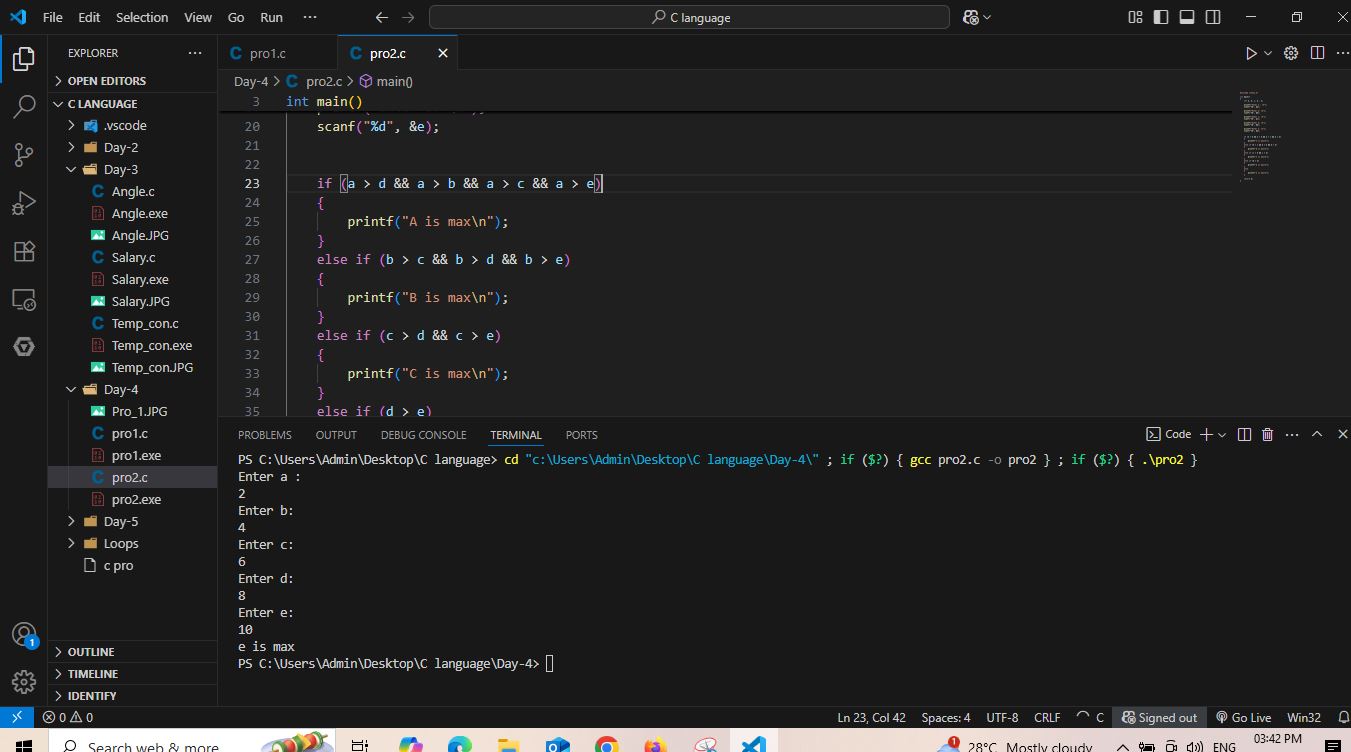 File Edit Selection View Go Run ··· C language
EXPLORER ···
OPEN EDITORS
C LANGUAGE
.vscode
Day-2
Day-3
C Angle.c
Angle.exe
Angle.JPG
C Salary.c
Salary.exe
Salary.JPG
C Temp_con.c
Temp_con.exe
Temp_con.JPG
Day-4
Pro_1.JPG
C pro1.c
pro1.exe
C pro2.c
pro2.exe
Day-5
Loops
c pro
OUTLINE
TIMELINE
IDENTIFY
1
C pro1.c C pro2.c
Day-4 > C pro2.c > main()
3 int main()
20 scanf("%d", &e);
21
22
23 if (a > d && a > b && a > c && a > e)
24 {
25 printf("A is max\n");
26 }
27 else if (b > c && b > d && b > e)
28 {
29 printf("B is max\n");
30 }
31 else if (c > d && c > e)
32 {
33 printf("C is max\n");
34 }
35 else if (d > e)
PROBLEMS OUTPUT DEBUG CONSOLE TERMINAL PORTS Code
PS C:\Users\Admin\Desktop\C language> cd "c:\Users\Admin\Desktop\C language\Day-4\" ; if ($?) { gcc pro2.c -o pro2 } ; if ($?) { .\pro2 }
Enter a :
2
Enter b:
4
Enter c:
6
Enter d:
8
Enter e:
10
e is max
PS C:\Users\Admin\Desktop\C language\Day-4>
0 0 Ln 23, Col 42 Spaces: 4 UTF-8 CRLF C Signed out Go Live Win32
Search web & more 1 28°C Mostly cloudy ENG 03:42 PM